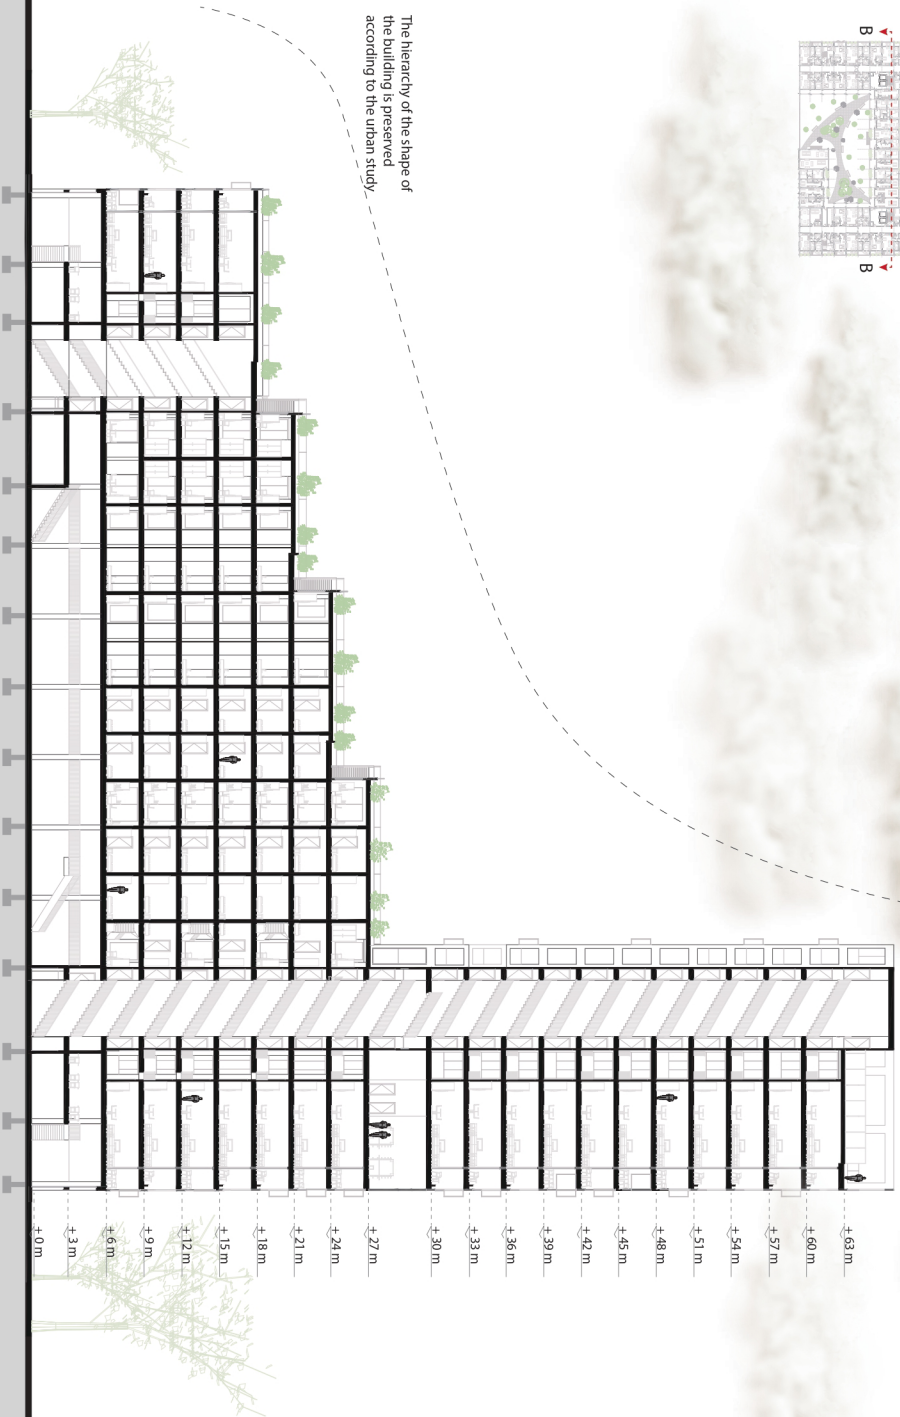 B B
The hierarchy of the shape of
the building is preserved
according to the urban study
+ 63 m
+ 60 m
+ 57 m
+ 54 m
+ 51 m
+ 48 m
+ 45 m
+ 42 m
+ 39 m
+ 36 m
+ 33 m
+ 30 m
+ 27 m
+ 24 m
+ 21 m
+ 18 m
+ 15 m
+ 12 m
+ 9 m
+ 6 m
+ 3 m
+ 0 m